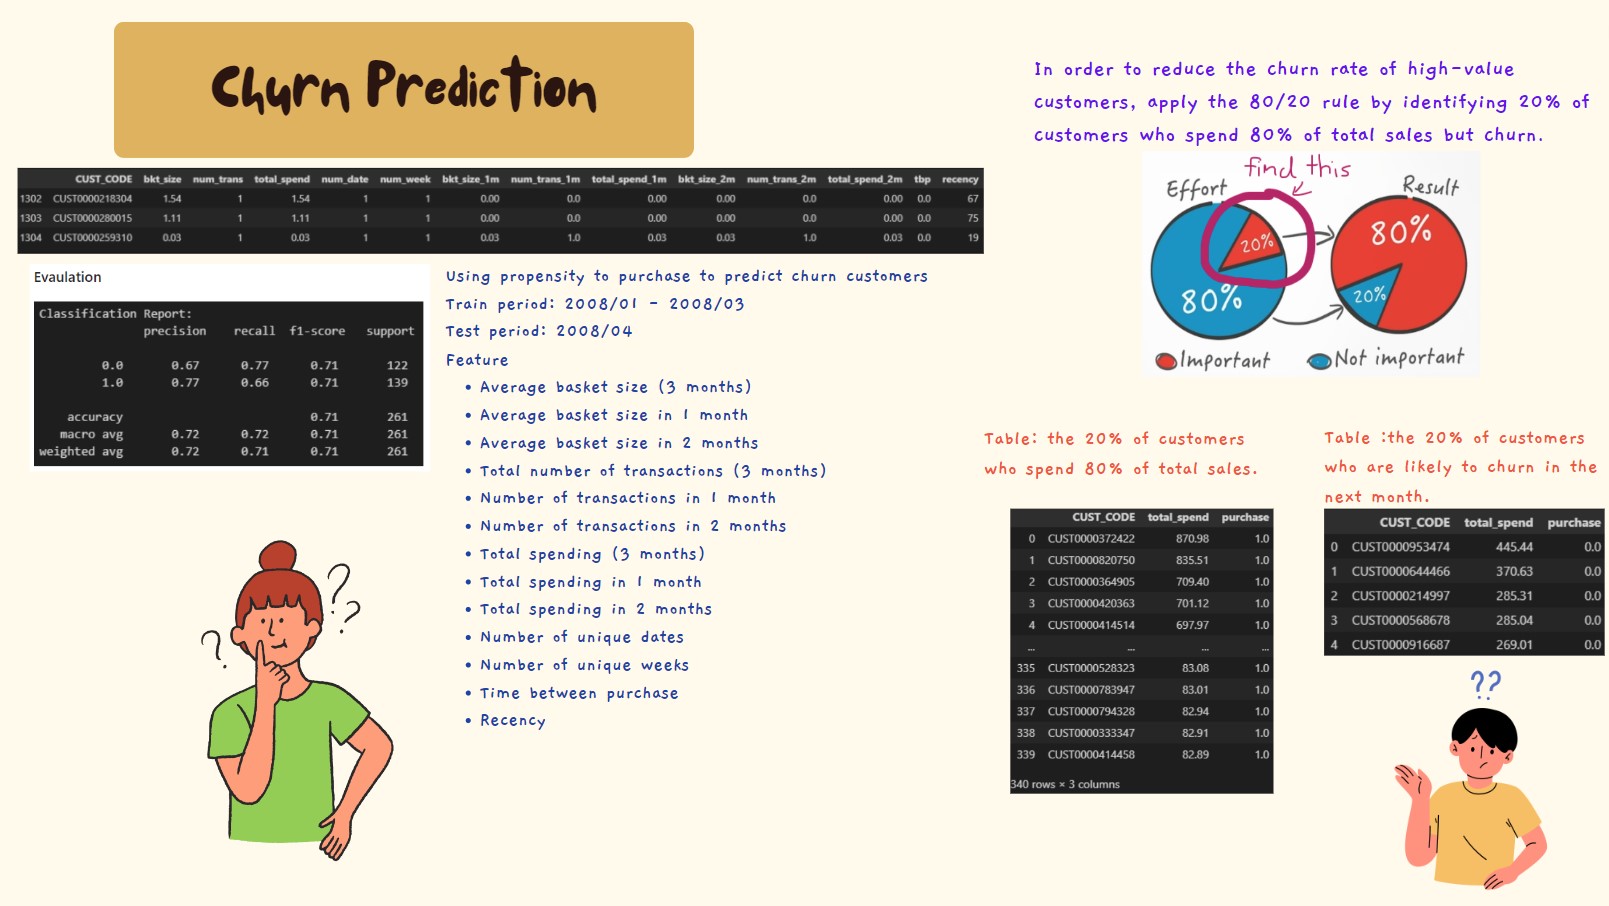 Churn Prediction
CUST_CODE bkt_size num_trans total_spend num_date num_week bkt_size_1m num_trans_1m total_spend_1m bkt_size_2m num_trans_2m total_spend_2m tbp recency
1302 CUST0000218304 1.54 1 1.54 1 1 0.00 0.0 0.00 0.00 0.0 0.00 0.0 67
1303 CUST0000280015 1.11 1 1.11 1 1 0.00 0.0 0.00 0.00 0.0 0.00 0.0 75
1304 CUST0000259310 0.03 1 0.03 1 1 0.03 1.0 0.03 0.03 1.0 0.03 0.0 19
Evaulation
Classification Report:
precision recall f1-score support
0.0 0.67 0.77 0.71 122
1.0 0.77 0.66 0.71 139
accuracy 0.71 261
macro avg 0.72 0.72 0.71 261
weighted avg 0.72 0.71 0.71 261
Using propensity to purchase to predict churn customers
Train period: 2008/01 - 2008/03
Test period: 2008/04
Feature
• Average basket size (3 months)
• Average basket size in 1 month
• Average basket size in 2 months
• Total number of transactions (3 months)
• Number of transactions in 1 month
• Number of transactions in 2 months
• Total spending (3 months)
• Total spending in 1 month
• Total spending in 2 months
• Number of unique dates
• Number of unique weeks
• Time between purchase
• Recency
In order to reduce the churn rate of high-value
customers, apply the 80/20 rule by identifying 20% of
customers who spend 80% of total sales but churn.
find this
Effort
Result
20%
80%
80%
20%
Important
Not important
Table: the 20% of customers
who spend 80% of total sales.
CUST_CODE total_spend purchase
0 CUST0000372422 870.98 1.0
1 CUST0000820750 835.51 1.0
2 CUST0000364905 709.40 1.0
3 CUST0000420363 701.12 1.0
4 CUST0000414514 697.97 1.0
... ... ... ...
335 CUST0000528323 83.08 1.0
336 CUST0000783947 83.01 1.0
337 CUST0000794328 82.94 1.0
338 CUST0000333347 82.91 1.0
339 CUST0000414458 82.89 1.0
340 rows × 3 columns
Table :the 20% of customers
who are likely to churn in the
next month.
CUST_CODE total_spend purchase
0 CUST0000953474 445.44 0.0
1 CUST0000644466 370.63 0.0
2 CUST0000214997 285.31 0.0
3 CUST0000568678 285.04 0.0
4 CUST0000916687 269.01 0.0
??